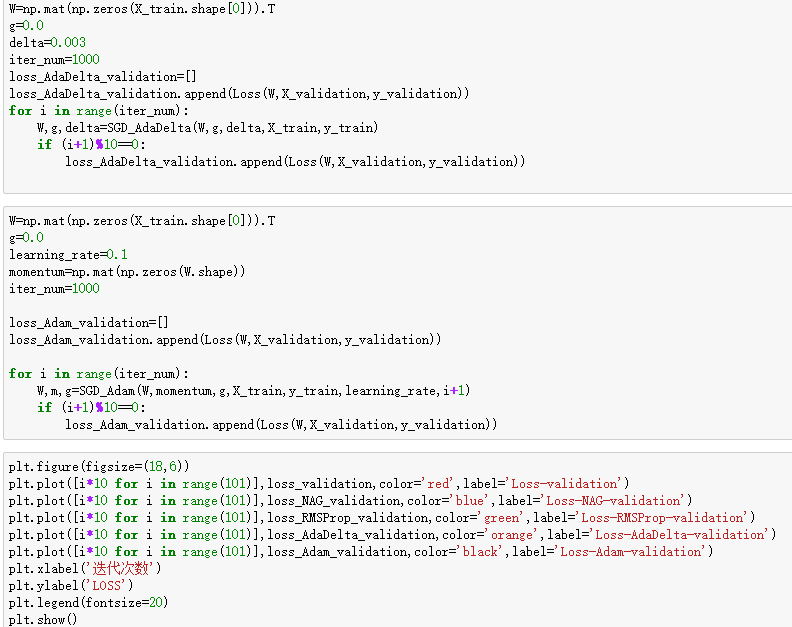 W=np.mat(np.zeros(X_train.shape[0])).T
g=0.0
delta=0.003
iter_num=1000
loss_AdaDelta_validation=[]
loss_AdaDelta_validation.append(Loss(W,X_validation,y_validation))
for i in range(iter_num):
    W,g,delta=SGD_AdaDelta(W,g,delta,X_train,y_train)
    if (i+1)%10==0:
        loss_AdaDelta_validation.append(Loss(W,X_validation,y_validation))
W=np.mat(np.zeros(X_train.shape[0])).T
g=0.0
learning_rate=0.1
momentum=np.mat(np.zeros(W.shape))
iter_num=1000
loss_Adam_validation=[]
loss_Adam_validation.append(Loss(W,X_validation,y_validation))
for i in range(iter_num):
    W,m,g=SGD_Adam(W,momentum,g,X_train,y_train,learning_rate,i+1)
    if (i+1)%10==0:
        loss_Adam_validation.append(Loss(W,X_validation,y_validation))
plt.figure(figsize=(18,6))
plt.plot([i*10 for i in range(101)],loss_validation,color='red',label='Loss-validation')
plt.plot([i*10 for i in range(101)],loss_NAG_validation,color='blue',label='Loss-NAG-validation')
plt.plot([i*10 for i in range(101)],loss_RMSProp_validation,color='green',label='Loss-RMSProp-validation')
plt.plot([i*10 for i in range(101)],loss_AdaDelta_validation,color='orange',label='Loss-AdaDelta-validation')
plt.plot([i*10 for i in range(101)],loss_Adam_validation,color='black',label='Loss-Adam-validation')
plt.xlabel('迭代次数')
plt.ylabel('LOSS')
plt.legend(fontsize=20)
plt.show()